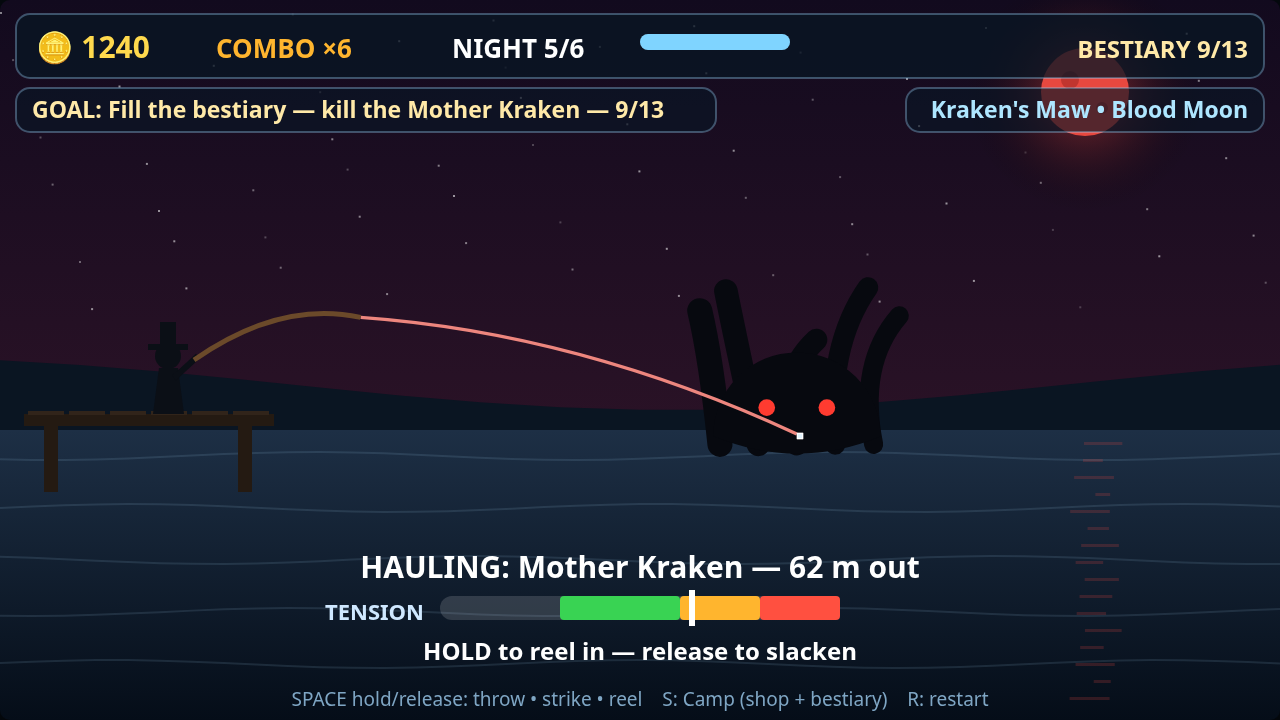 1240 COMBO ×6 NIGHT 5/6 BESTIARY 9/13
GOAL: Fill the bestiary — kill the Mother Kraken — 9/13
Kraken's Maw • Blood Moon
HAULING: Mother Kraken — 62 m out
TENSION
HOLD to reel in — release to slacken
SPACE hold/release: throw • strike • reel S: Camp (shop + bestiary) R: restart